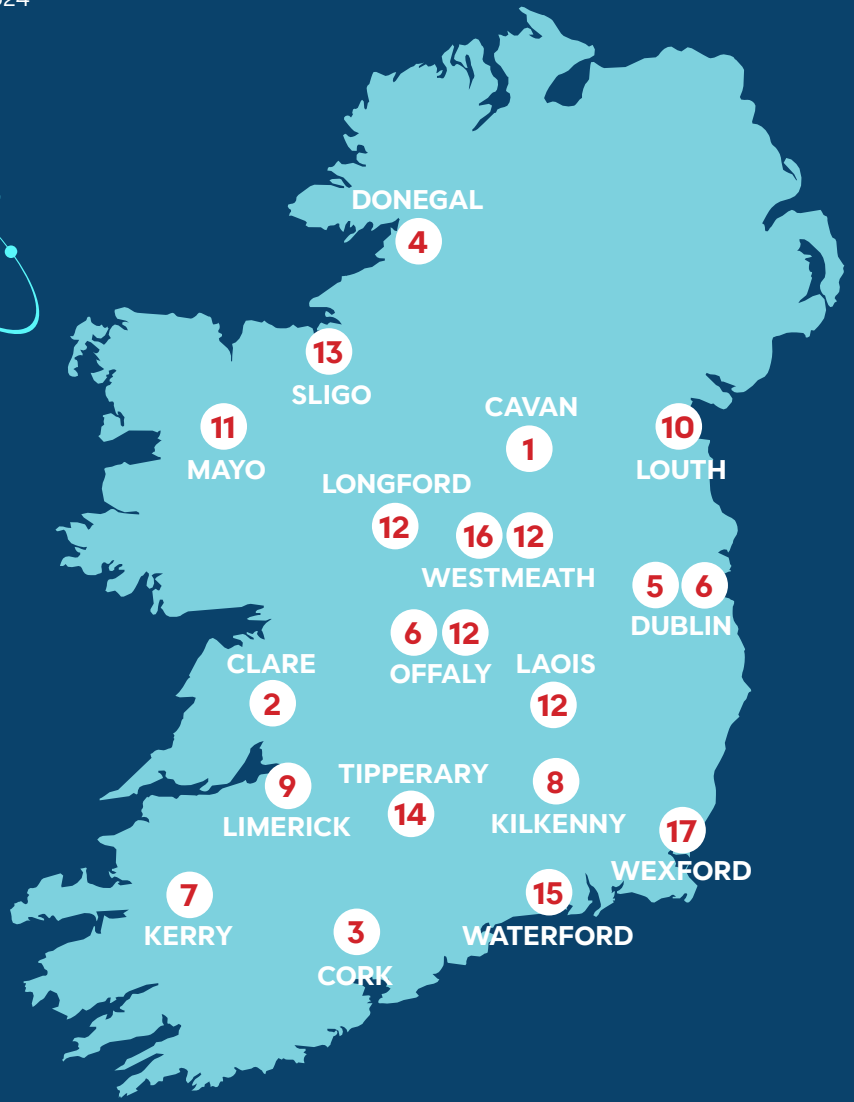 DONEGAL
4
13
SLIGO
CAVAN
11
1
10
MAYO
LOUTH
LONGFORD
12
16 12
WESTMEATH
5 6
DUBLIN
6 12
OFFALY
CLARE
LAOIS
2
12
TIPPERARY
9
8
14
LIMERICK
KILKENNY
17
WEXFORD
7
15
KERRY
3
WATERFORD
CORK